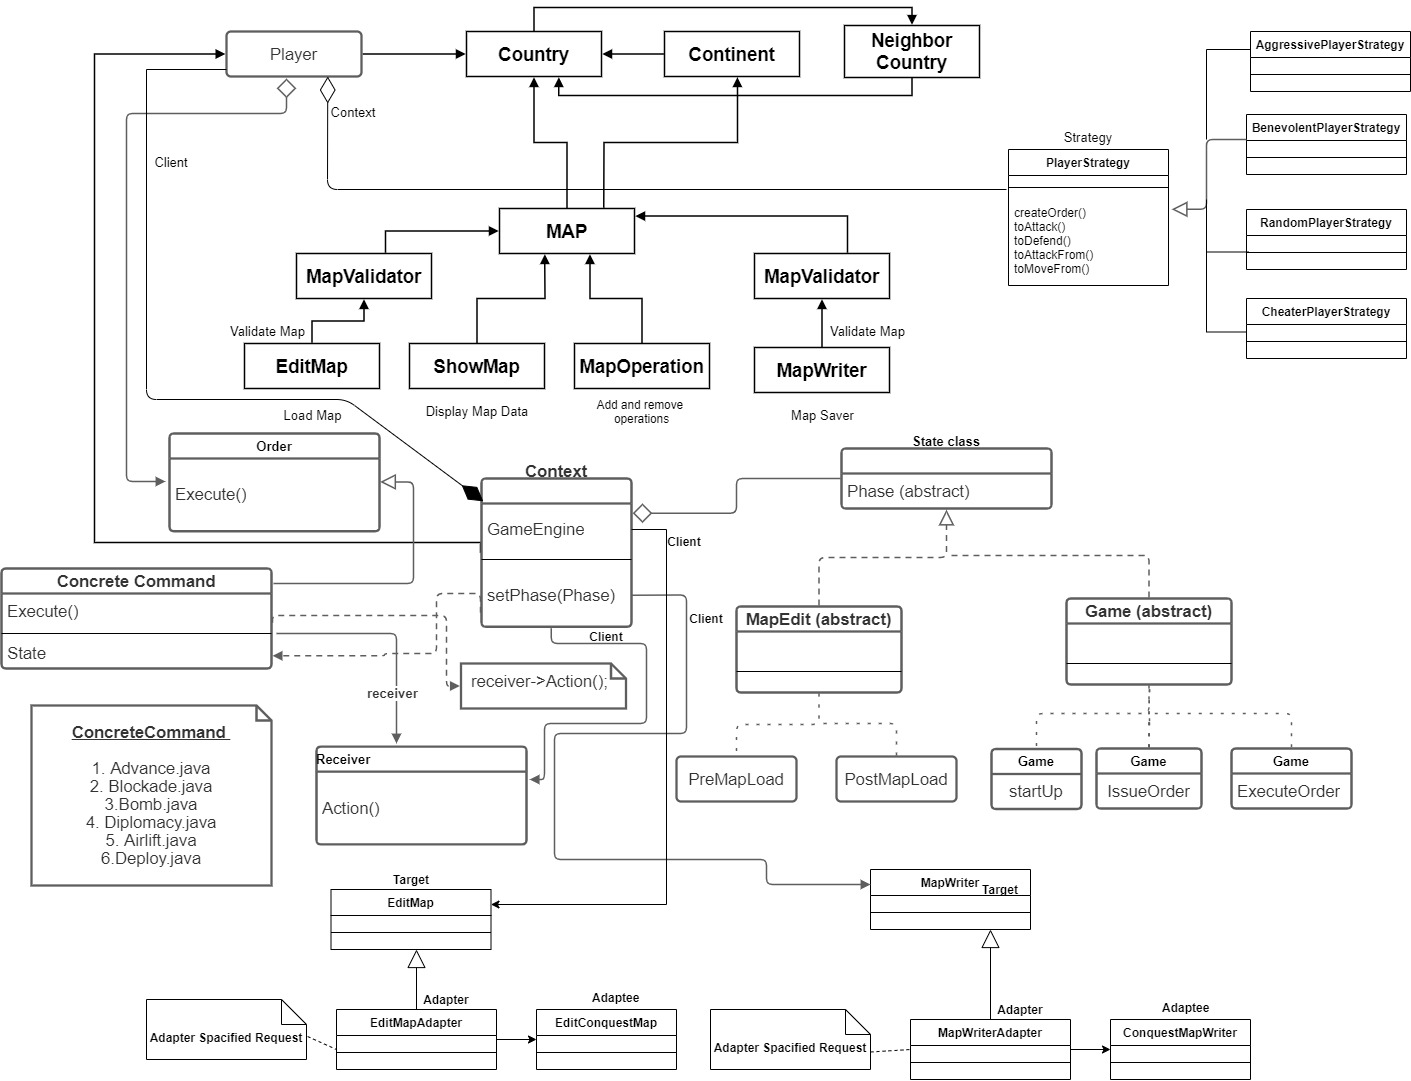 Player
Country
Continent
Neighbor
Country
AggressivePlayerStrategy
Context
BenevolentPlayerStrategy
Strategy
Client
PlayerStrategy
createOrder()
toAttack()
toDefend()
toAttackFrom()
toMoveFrom()
RandomPlayerStrategy
CheaterPlayerStrategy
MAP
MapValidator
MapValidator
Validate Map
Validate Map
EditMap
ShowMap
MapOperation
MapWriter
Load Map
Display Map Data
Add and remove
operations
Map Saver
Order
Execute()
Context
GameEngine
setPhase(Phase)
State class
Phase (abstract)
Client
Client
Client
Concrete Command
Execute()
State
receiver
receiver->Action();
MapEdit (abstract)
Game (abstract)
ConcreteCommand
1. Advance.java
2. Blockade.java
3.Bomb.java
4. Diplomacy.java
5. Airlift.java
6.Deploy.java
Receiver
Action()
PreMapLoad
PostMapLoad
Game
startUp
Game
IssueOrder
Game
ExecuteOrder
Target
EditMap
MapWriter
Target
Adapter
Adaptee
Adapter Spacified Request
EditMapAdapter
EditConquestMap
Adapter
Adaptee
Adapter Spacified Request
MapWriterAdapter
ConquestMapWriter